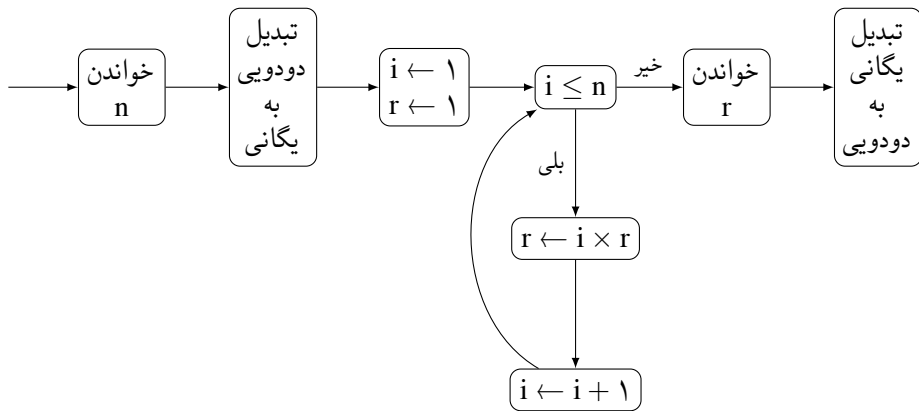 خواندن
n
تبدیل
دودویی
به
یگانی
i ← ۱
r ← ۱
i ≤ n
خیر
خواندن
r
تبدیل
یگانی
به
دودویی
بلی
r ← i × r
i ← i + ۱